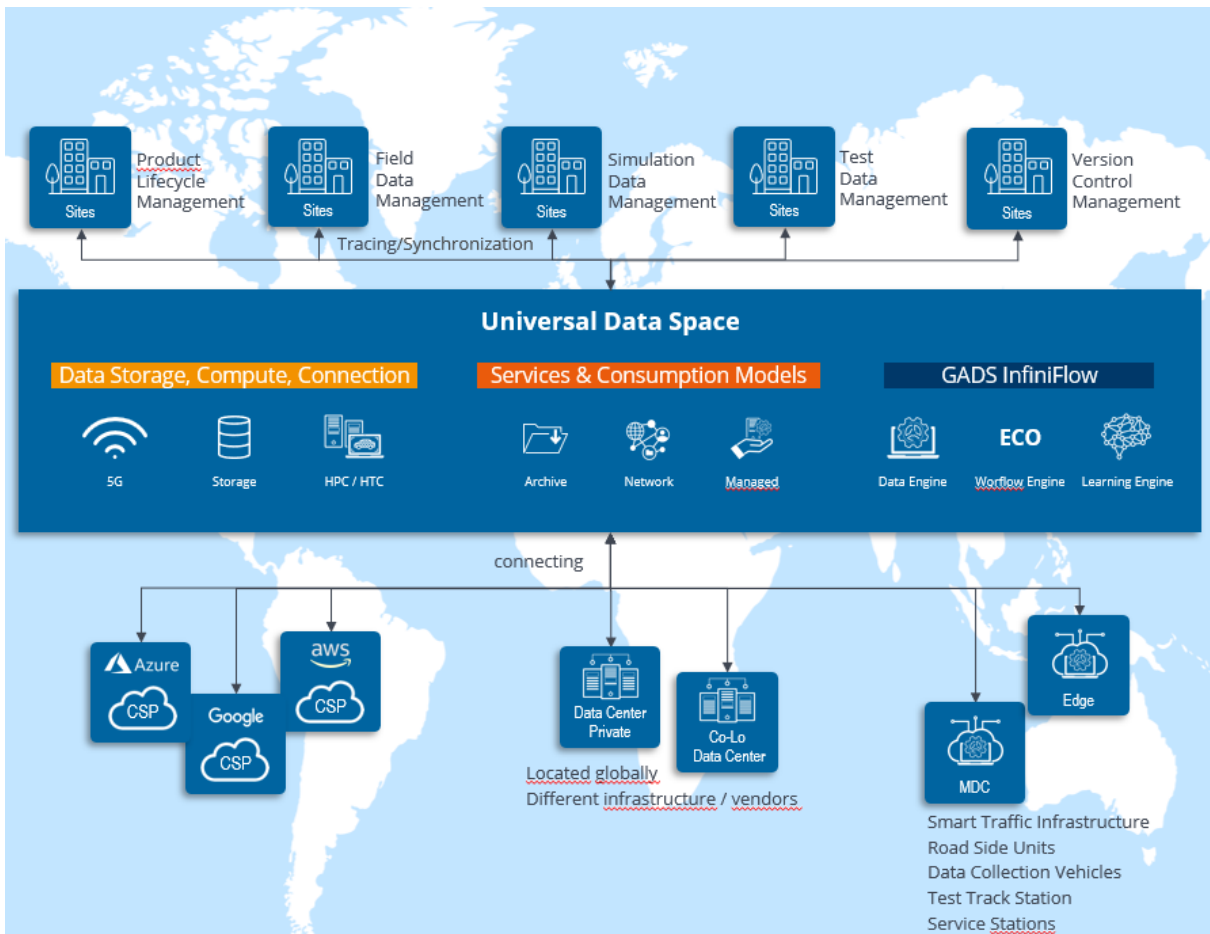 Product
Lifecycle
Management
Sites
Field
Data
Management
Sites
Simulation
Data
Management
Sites
Test
Data
Management
Sites
Version
Control
Management
Sites
Tracing/Synchronization
Universal Data Space
Data Storage, Compute, Connection
Services & Consumption Models
GADS InfiniFlow
5G
Storage
HPC / HTC
Archive
Network
Managed
Data Engine
ECO
Worflow Engine
Learning Engine
connecting
Azure
CSP
Google
CSP
aws
CSP
Data Center
Private
Co-Lo
Data Center
Located globally
Different infrastructure / vendors
Edge
MDC
Smart Traffic Infrastructure
Road Side Units
Data Collection Vehicles
Test Track Station
Service Stations